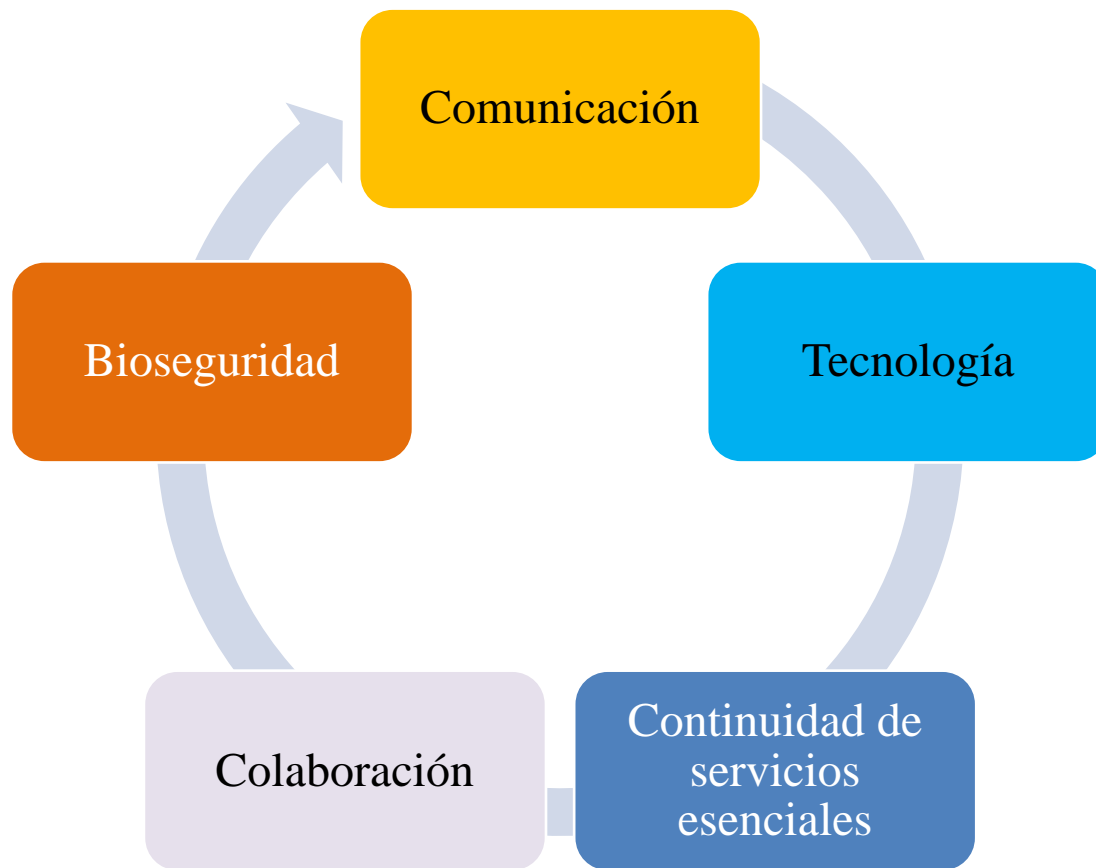 Comunicación
Tecnología
Continuidad de
servicios
esenciales
Colaboración
Bioseguridad